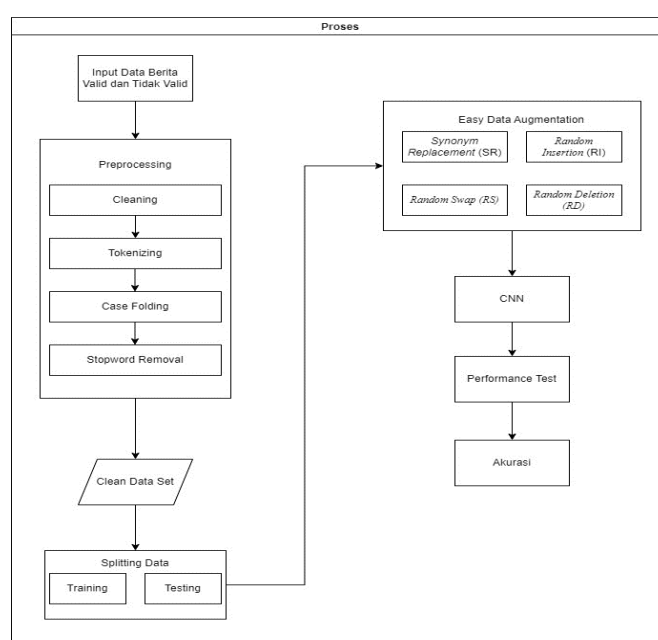 Proses
Input Data Berita
Valid dan Tidak Valid
Preprocessing
Cleaning
Tokenizing
Case Folding
Stopword Removal
Clean Data Set
Splitting Data
Training
Testing
Easy Data Augmentation
Synonym
Replacement (SR)
Random
Insertion (RI)
Random Swap (RS)
Random Deletion
(RD)
CNN
Performance Test
Akurasi